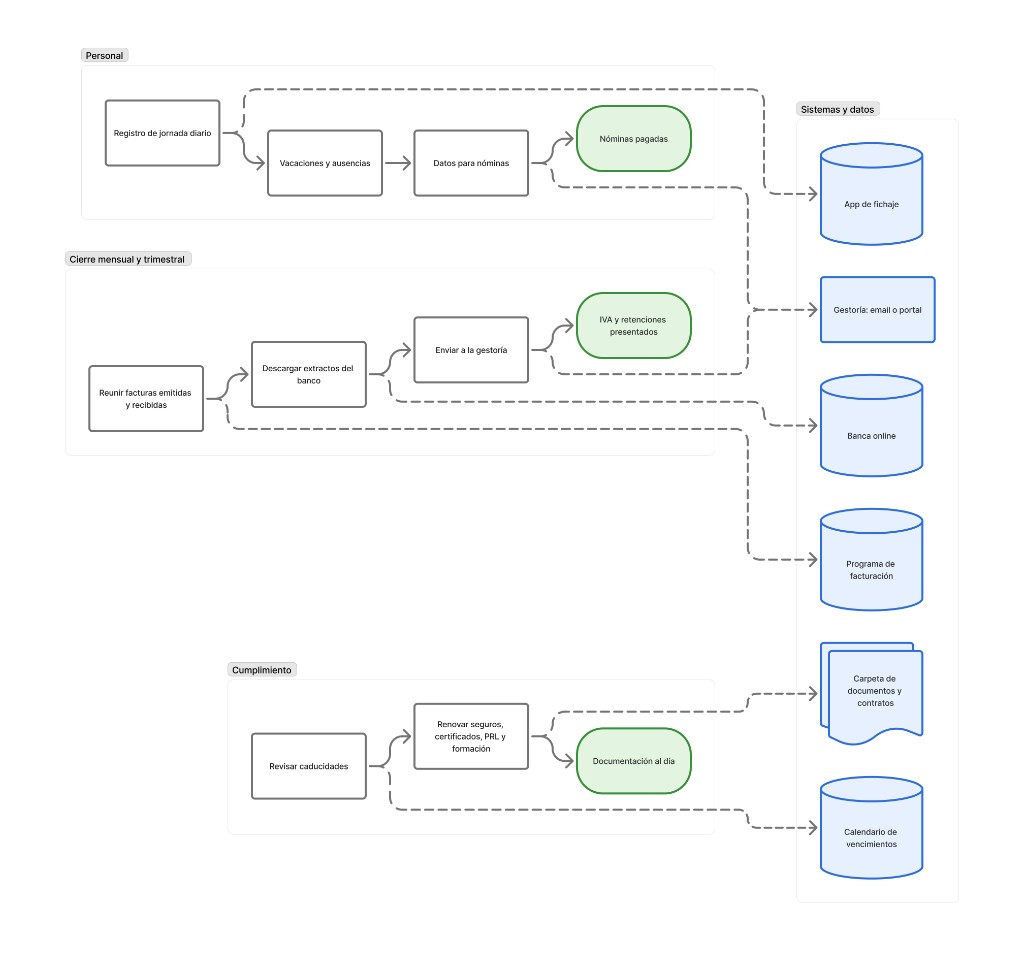 Personal
Registro de jornada diario
Vacaciones y ausencias
Datos para nóminas
Nóminas pagadas
Cierre mensual y trimestral
Reunir facturas emitidas
y recibidas
Descargar extractos del
banco
Enviar a la gestoría
IVA y retenciones
presentados
Cumplimiento
Revisar caducidades
Renovar seguros,
certificados, PRL y
formación
Documentación al día
Sistemas y datos
App de fichaje
Gestoría: email o portal
Banca online
Programa de
facturación
Carpeta de
documentos y
contratos
Calendario de
vencimientos